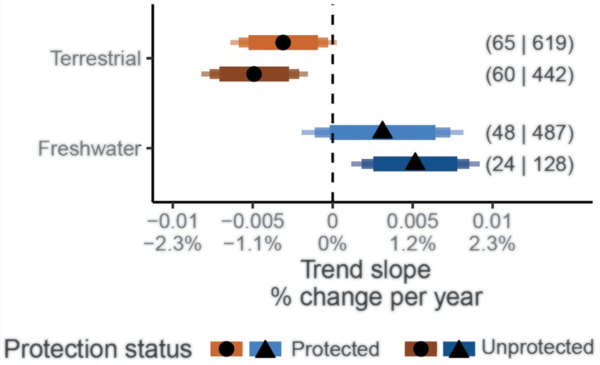 Terrestrial
(65 | 619)
(60 | 442)
Freshwater
(48 | 487)
(24 | 128)
−0.01 −0.005 0 0.005 0.01
−2.3% −1.1% 0% 1.2% 2.3%
Trend slope
% change per year
Protection status Protected Unprotected